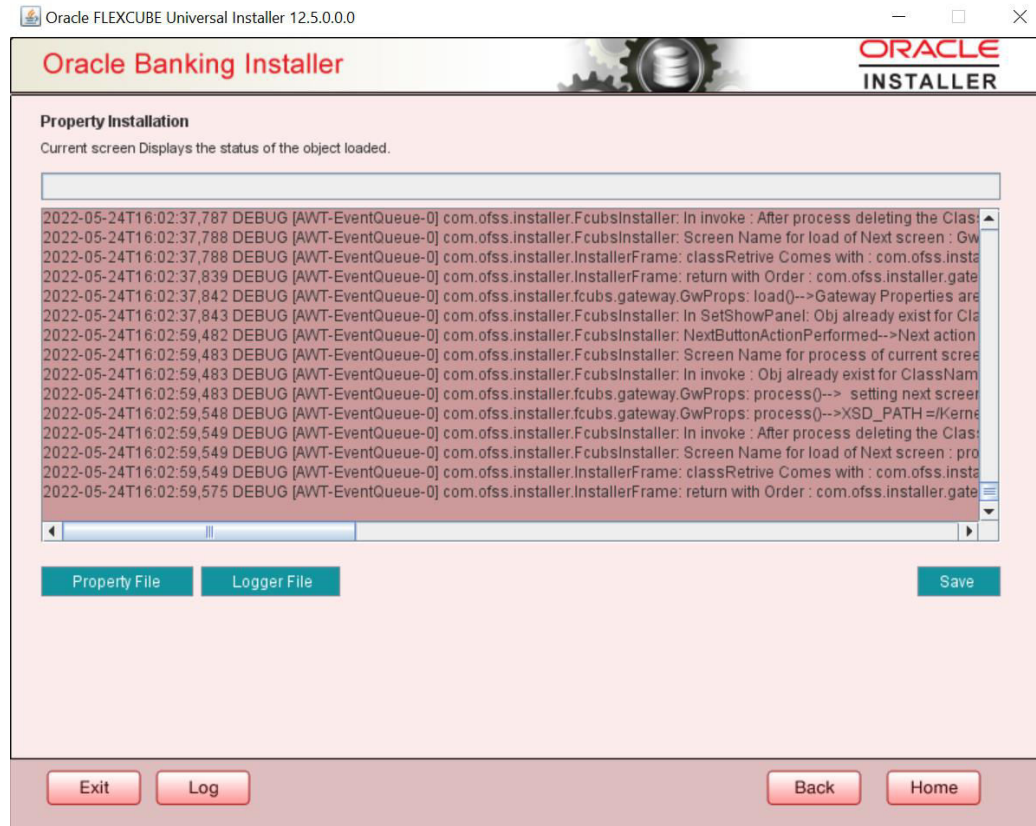 Oracle FLEXCUBE Universal Installer 12.5.0.0.0
Oracle Banking Installer
ORACLE
INSTALLER
Property Installation
Current screen Displays the status of the object loaded.
2022-05-24T16:02:37,787 DEBUG [AWT-EventQueue-0] com.ofss.installer.FcubsInstaller: In invoke : After process deleting the Class
2022-05-24T16:02:37,788 DEBUG [AWT-EventQueue-0] com.ofss.installer.FcubsInstaller: Screen Name for load of Next screen : Gw
2022-05-24T16:02:37,788 DEBUG [AWT-EventQueue-0] com.ofss.installer.InstallerFrame: classRetrive Comes with : com.ofss.insta
2022-05-24T16:02:37,839 DEBUG [AWT-EventQueue-0] com.ofss.installer.InstallerFrame: return with Order : com.ofss.installer.gate
2022-05-24T16:02:37,842 DEBUG [AWT-EventQueue-0] com.ofss.installer.fcubs.gateway.GwProps: load()-->Gateway Properties are
2022-05-24T16:02:37,843 DEBUG [AWT-EventQueue-0] com.ofss.installer.FcubsInstaller: In SetShowPanel: Obj already exist for Cla
2022-05-24T16:02:59,482 DEBUG [AWT-EventQueue-0] com.ofss.installer.FcubsInstaller: NextButtonActionPerformed-->Next action
2022-05-24T16:02:59,483 DEBUG [AWT-EventQueue-0] com.ofss.installer.FcubsInstaller: Screen Name for process of current scree
2022-05-24T16:02:59,483 DEBUG [AWT-EventQueue-0] com.ofss.installer.FcubsInstaller: In invoke : Obj already exist for ClassNam
2022-05-24T16:02:59,483 DEBUG [AWT-EventQueue-0] com.ofss.installer.fcubs.gateway.GwProps: process()--> setting next screen
2022-05-24T16:02:59,548 DEBUG [AWT-EventQueue-0] com.ofss.installer.fcubs.gateway.GwProps: process()-->XSD_PATH =/Kerne
2022-05-24T16:02:59,549 DEBUG [AWT-EventQueue-0] com.ofss.installer.FcubsInstaller: In invoke : After process deleting the Class
2022-05-24T16:02:59,549 DEBUG [AWT-EventQueue-0] com.ofss.installer.FcubsInstaller: Screen Name for load of Next screen : pro
2022-05-24T16:02:59,549 DEBUG [AWT-EventQueue-0] com.ofss.installer.InstallerFrame: classRetrive Comes with : com.ofss.insta
2022-05-24T16:02:59,575 DEBUG [AWT-EventQueue-0] com.ofss.installer.InstallerFrame: return with Order : com.ofss.installer.gate
Property File Logger File Save
Exit Log Back Home